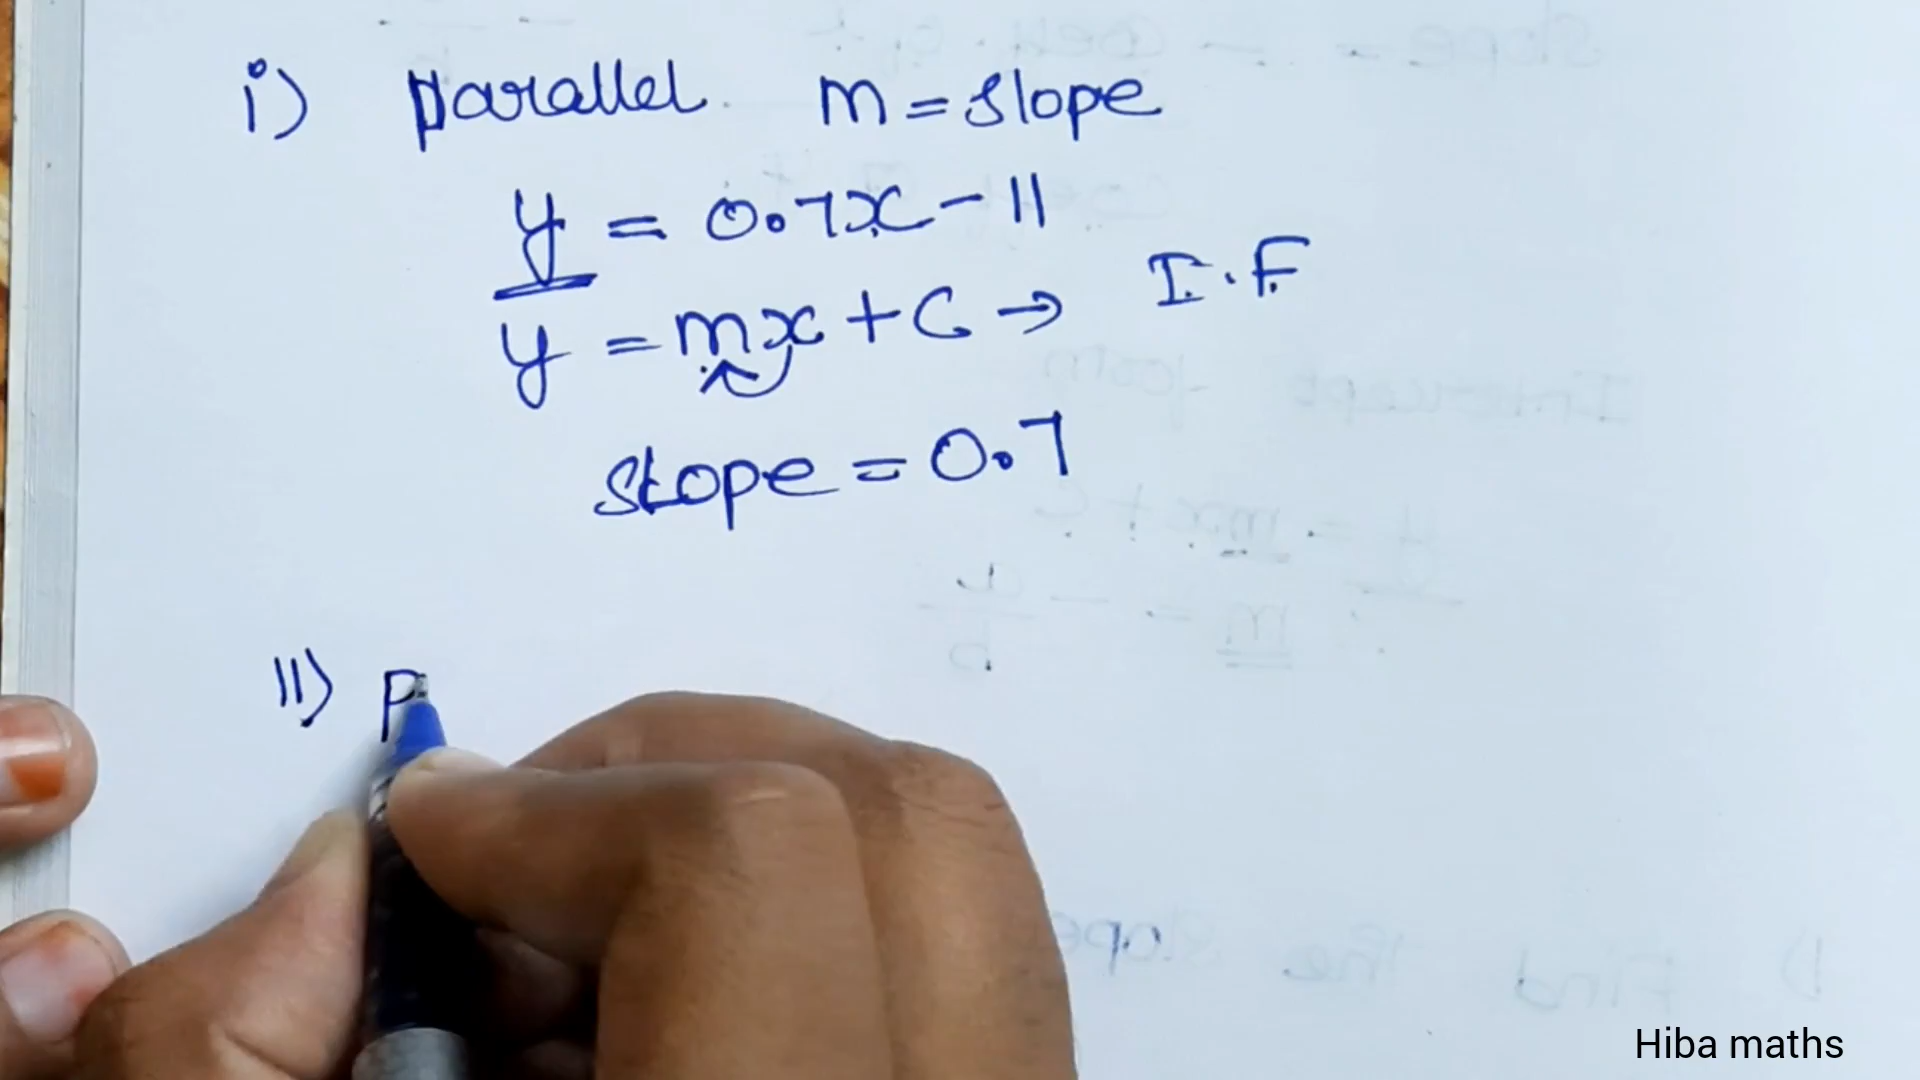 i) parallel m = slope
y = 0.7x - 11
y = mx + c → I.F
slope = 0.7
II) P
Hiba maths